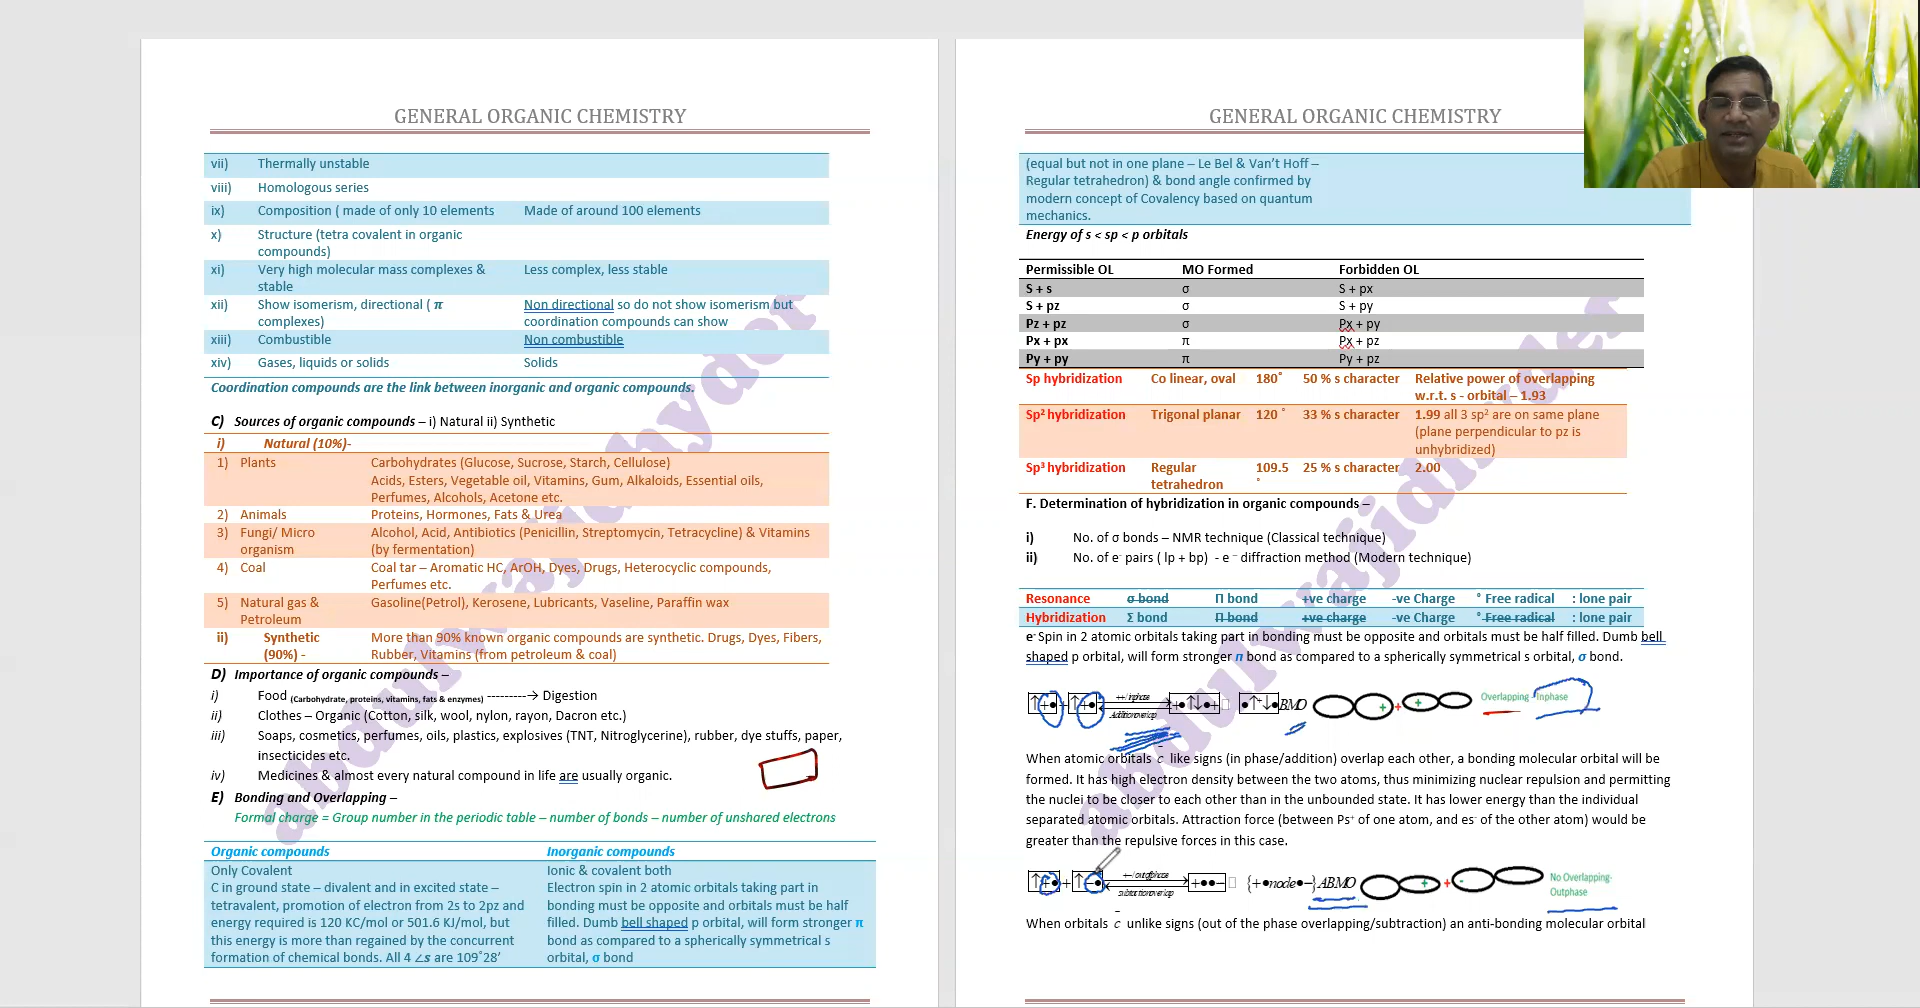 GENERAL ORGANIC CHEMISTRY
vii) Thermally unstable
viii) Homologous series
ix) Composition ( made of only 10 elements Made of around 100 elements
x) Structure (tetra covalent in organic
compounds)
xi) Very high molecular mass complexes & Less complex, less stable
stable
xii) Show isomerism, directional ( π Non directional so do not show isomerism but
complexes) coordination compounds can show
xiii) Combustible Non combustible
xiv) Gases, liquids or solids Solids
Coordination compounds are the link between inorganic and organic compounds.
C) Sources of organic compounds – i) Natural ii) Synthetic
i) Natural (10%)-
1) Plants Carbohydrates (Glucose, Sucrose, Starch, Cellulose)
Acids, Esters, Vegetable oil, Vitamins, Gum, Alkaloids, Essential oils,
Perfumes, Alcohols, Acetone etc.
2) Animals Proteins, Hormones, Fats & Urea
3) Fungi/ Micro Alcohol, Acid, Antibiotics (Penicillin, Streptomycin, Tetracycline) & Vitamins
organism (by fermentation)
4) Coal Coal tar – Aromatic HC, ArOH, Dyes, Drugs, Heterocyclic compounds,
Perfumes etc.
5) Natural gas & Gasoline(Petrol), Kerosene, Lubricants, Vaseline, Paraffin wax
Petroleum
ii) Synthetic More than 90% known organic compounds are synthetic. Drugs, Dyes, Fibers,
(90%) - Rubber, Vitamins (from petroleum & coal)
D) Importance of organic compounds –
i) Food (Carbohydrate, proteins, vitamins, fats & enzymes) ---------→ Digestion
ii) Clothes – Organic (Cotton, silk, wool, nylon, rayon, Dacron etc.)
iii) Soaps, cosmetics, perfumes, oils, plastics, explosives (TNT, Nitroglycerine), rubber, dye stuffs, paper,
insecticides etc.
iv) Medicines & almost every natural compound in life are usually organic.
E) Bonding and Overlapping –
Formal charge = Group number in the periodic table – number of bonds – number of unshared electrons
Organic compounds Inorganic compounds
Only Covalent Ionic & covalent both
C in ground state – divalent and in excited state – Electron spin in 2 atomic orbitals taking part in
tetravalent, promotion of electron from 2s to 2pz and bonding must be opposite and orbitals must be half
energy required is 120 KC/mol or 501.6 KJ/mol, but filled. Dumb bell shaped p orbital, will form stronger π
this energy is more than regained by the concurrent bond as compared to a spherically symmetrical s
formation of chemical bonds. All 4 ∠s are 109°28’ orbital, σ bond
abdulwajidhyder
GENERAL ORGANIC CHEMISTRY
(equal but not in one plane – Le Bel & Van’t Hoff –
Regular tetrahedron) & bond angle confirmed by
modern concept of Covalency based on quantum
mechanics.
Energy of s < sp < p orbitals
Permissible OL MO Formed Forbidden OL
S + s σ S + px
S + pz σ S + py
Pz + pz σ Px + py
Px + px π Px + pz
Py + py π Py + pz
Sp hybridization Co linear, oval 180° 50 % s character Relative power of overlapping
w.r.t. s - orbital – 1.93
Sp² hybridization Trigonal planar 120 ° 33 % s character 1.99 all 3 sp² are on same plane
(plane perpendicular to pz is
unhybridized)
Sp³ hybridization Regular 109.5 25 % s character 2.00
tetrahedron °
F. Determination of hybridization in organic compounds –
i) No. of σ bonds – NMR technique (Classical technique)
ii) No. of e⁻ pairs ( lp + bp) - e⁻ diffraction method (Modern technique)
Resonance σ bond Π bond +ve charge -ve Charge ° Free radical : lone pair
Hybridization Σ bond Π bond +ve charge -ve Charge ° Free radical : lone pair
e⁻ Spin in 2 atomic orbitals taking part in bonding must be opposite and orbitals must be half filled. Dumb bell
shaped p orbital, will form stronger π bond as compared to a spherically symmetrical s orbital, σ bond.
↑+● + ↑+● ++/inphase Additionoverlap +●↑↓●+ ●↑+↓● BMO + + + Overlapping - Inphase
When atomic orbitals c̄ like signs (in phase/addition) overlap each other, a bonding molecular orbital will be
formed. It has high electron density between the two atoms, thus minimizing nuclear repulsion and permitting
the nuclei to be closer to each other than in the unbounded state. It has lower energy than the individual
separated atomic orbitals. Attraction force (between Ps⁺ of one atom, and es⁻ of the other atom) would be
greater than the repulsive forces in this case.
↑+● + ↑-● +-/outofphase subtractionoverlap +●●− {+●node●−} ABMO + + - No Overlapping-
Outphase
When orbitals c̄ unlike signs (out of the phase overlapping/subtraction) an anti-bonding molecular orbital
abdulwajidhyder